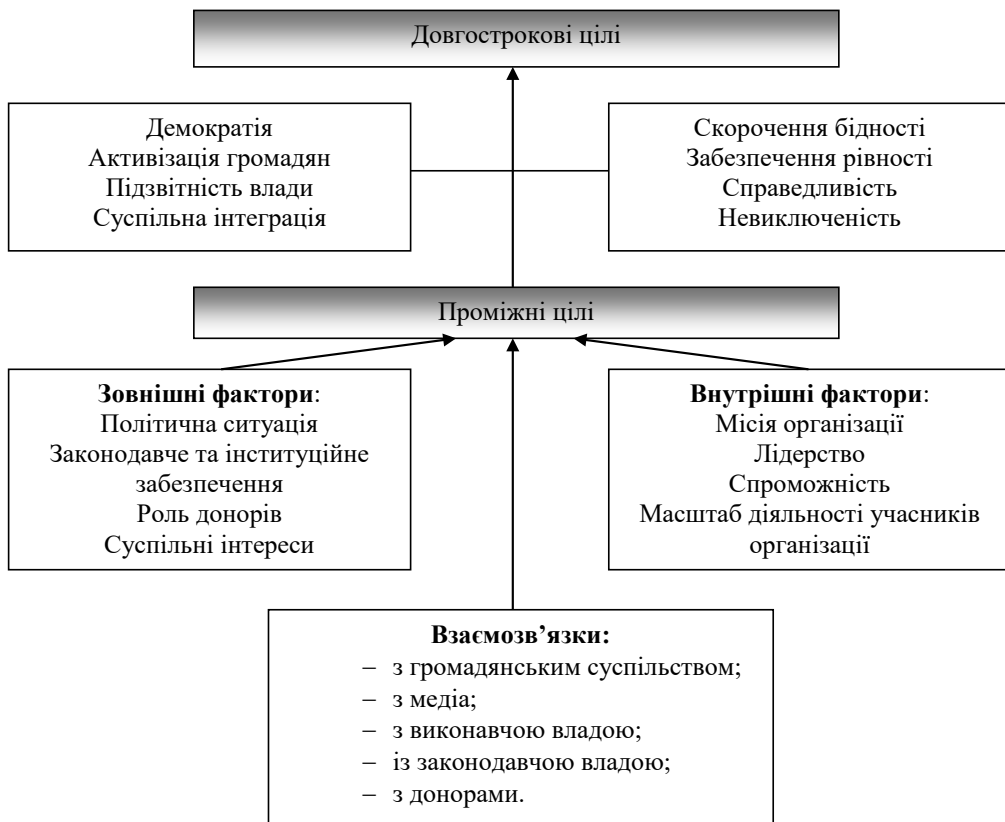 Довгострокові цілі
Демократія
Активізація громадян
Підзвітність влади
Суспільна інтеграція
Скорочення бідності
Забезпечення рівності
Справедливість
Невиключеність
Проміжні цілі
Зовнішні фактори:
Політична ситуація
Законодавче та інституційне
забезпечення
Роль донорів
Суспільні інтереси
Внутрішні фактори:
Місія організації
Лідерство
Спроможність
Масштаб діяльності учасників
організації
Взаємозв’язки:
− з громадянським суспільством;
− з медіа;
− з виконавчою владою;
− із законодавчою владою;
− з донорами.